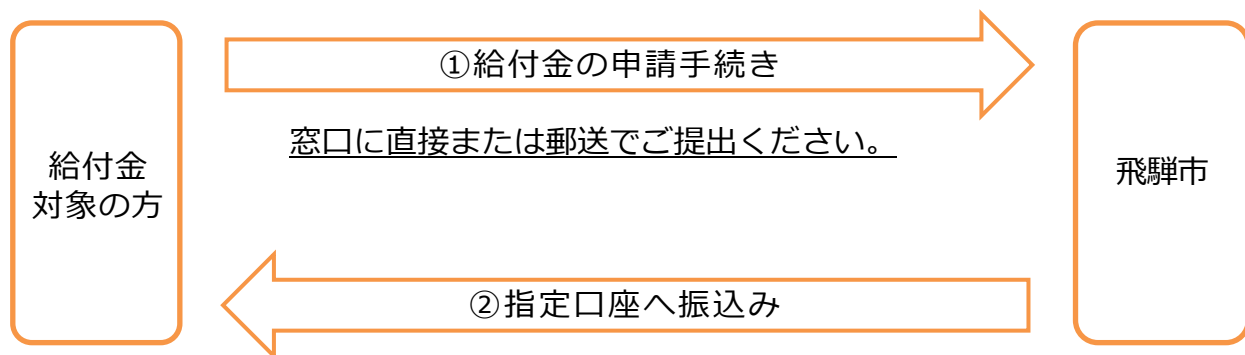 ①給付金の申請手続き
窓口に直接または郵送でご提出ください。
給付金
対象の方
飛騨市
②指定口座へ振込み